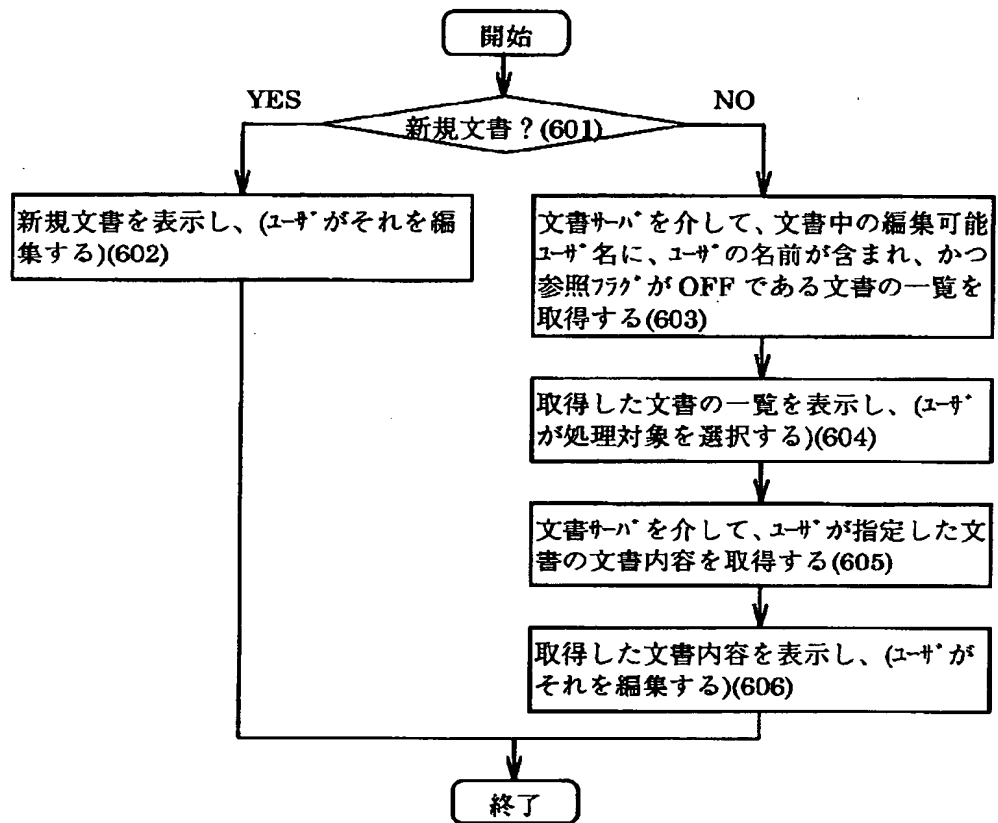 開始
YES
NO
新規文書？(601)
新規文書を表示し、(ﾕｰｻﾞがそれを編
集する)(602)
文書ｻｰﾊﾞを介して、文書中の編集可能
ﾕｰｻﾞ名に、ﾕｰｻﾞの名前が含まれ、かつ
参照ﾌﾗｸﾞがOFFである文書の一覧を
取得する(603)
取得した文書の一覧を表示し、(ﾕｰｻﾞ
が処理対象を選択する)(604)
文書ｻｰﾊﾞを介して、ﾕｰｻﾞが指定した文
書の文書内容を取得する(605)
取得した文書内容を表示し、(ﾕｰｻﾞが
それを編集する)(606)
終了